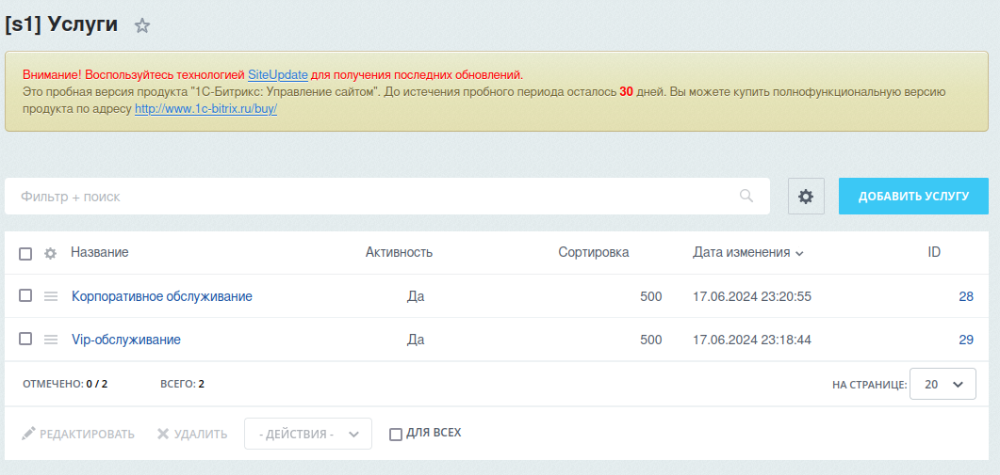 [s1] Услуги
Внимание! Воспользуйтесь технологией SiteUpdate для получения последних обновлений.
Это пробная версия продукта "1С-Битрикс: Управление сайтом". До истечения пробного периода осталось 30 дней. Вы можете купить полнофункциональную версию
продукта по адресу http://www.1c-bitrix.ru/buy/
Фильтр + поиск
ДОБАВИТЬ УСЛУГУ
Название Активность Сортировка Дата изменения ID
Корпоративное обслуживание Да 500 17.06.2024 23:20:55 28
Vip-обслуживание Да 500 17.06.2024 23:18:44 29
ОТМЕЧЕНО: 0 / 2 ВСЕГО: 2 НА СТРАНИЦЕ: 20
РЕДАКТИРОВАТЬ УДАЛИТЬ - ДЕЙСТВИЯ - ДЛЯ ВСЕХ